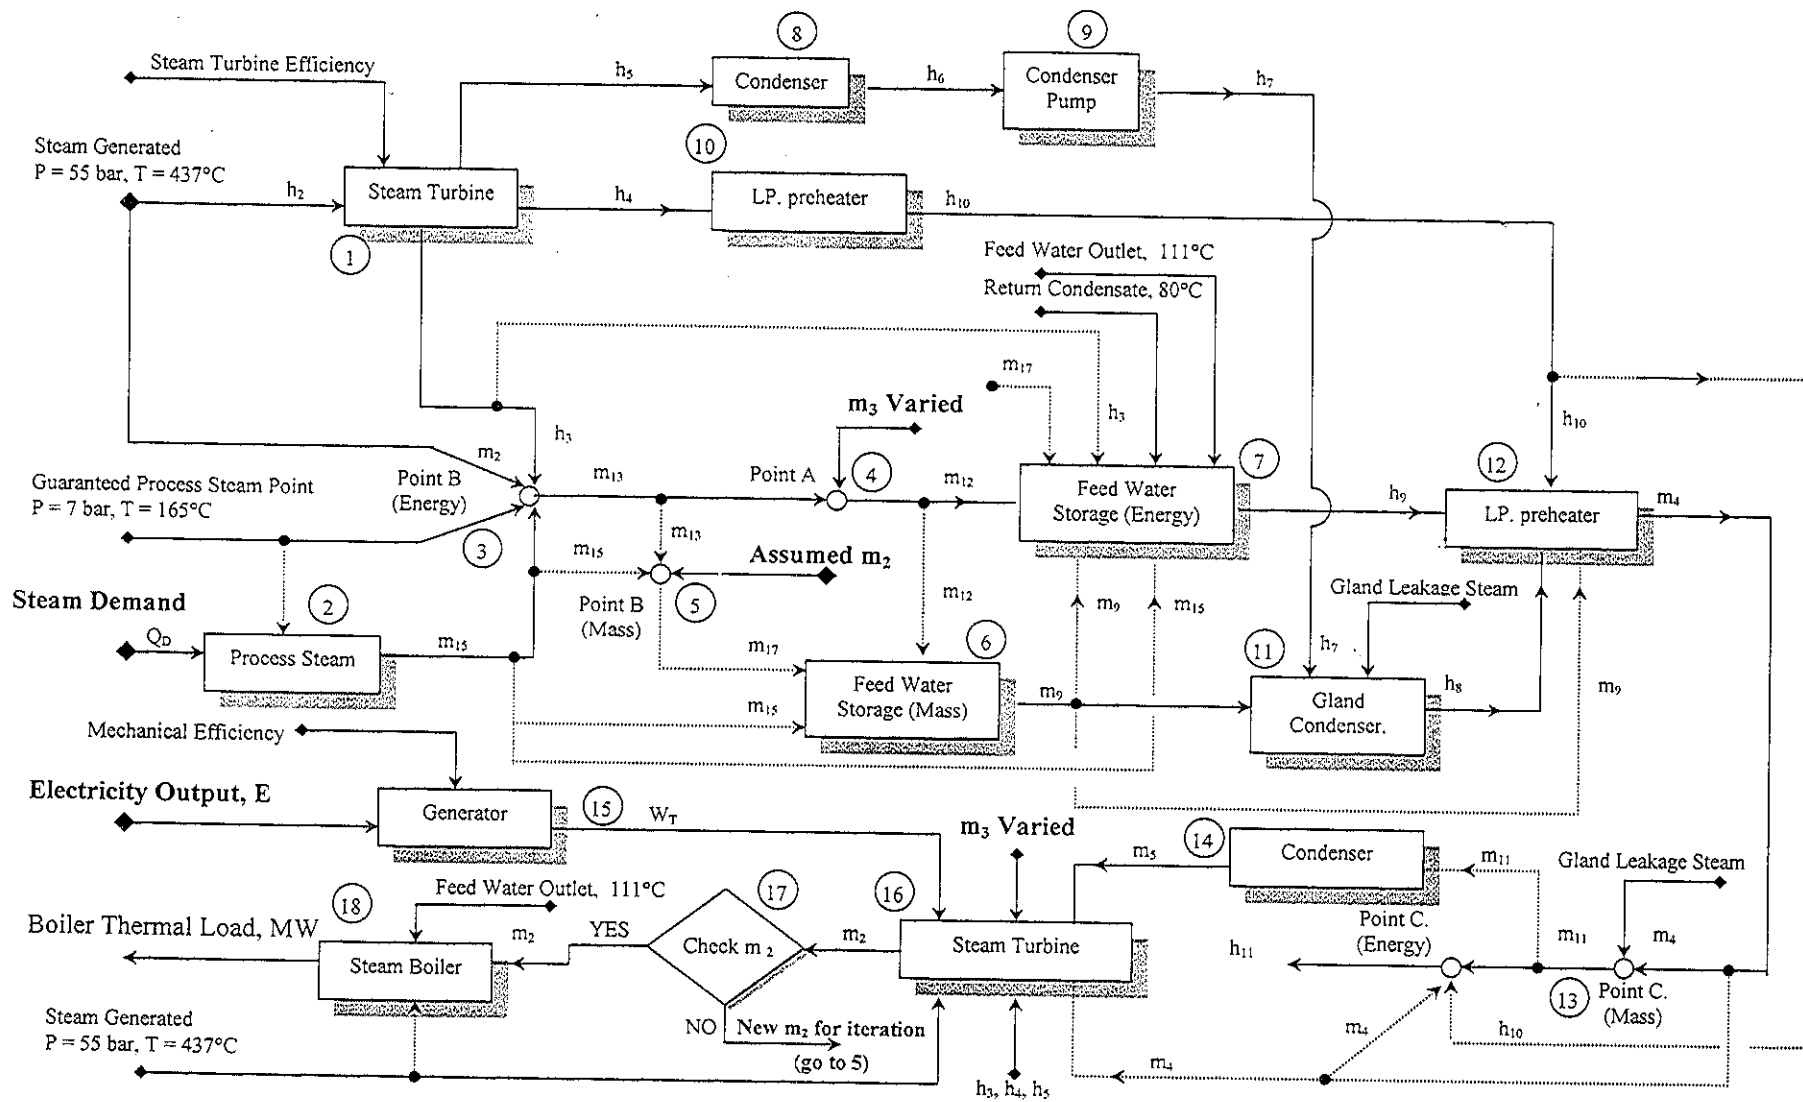 8
9
Steam Turbine Efficiency
h5
Condenser
h6
Condenser
Pump
h7
Steam Generated
P = 55 bar, T = 437°C
10
h2
Steam Turbine
h4
LP. preheater
h10
1
Feed Water Outlet, 111°C
Return Condensate, 80°C
m17
m3 Varied
h3
h3
h10
m2
Point B
(Energy)
m13
Point A
4
m12
7
12
Guaranteed Process Steam Point
P = 7 bar, T = 165°C
Feed Water
Storage (Energy)
h9
LP. preheater
m4
3
m15
m13
Assumed m2
Steam Demand
2
Point B
(Mass)
5
m12
m9
m15
Gland Leakage Steam
QD
Process Steam
m15
m17
6
11
h7
m9
Feed Water
Storage (Mass)
m9
h8
m15
Gland
Condenser.
Mechanical Efficiency
Electricity Output, E
Generator
15
WT
m3 Varied
14
Condenser
m5
m11
Gland Leakage Steam
18
Feed Water Outlet, 111°C
17
16
Point C.
(Energy)
Boiler Thermal Load, MW
m2
YES
Check m 2
m2
Steam Turbine
h11
m11
m4
Steam Boiler
13
Point C.
(Mass)
Steam Generated
P = 55 bar, T = 437°C
NO
New m2 for iteration
(go to 5)
m4
h10
m4
h3, h4, h5